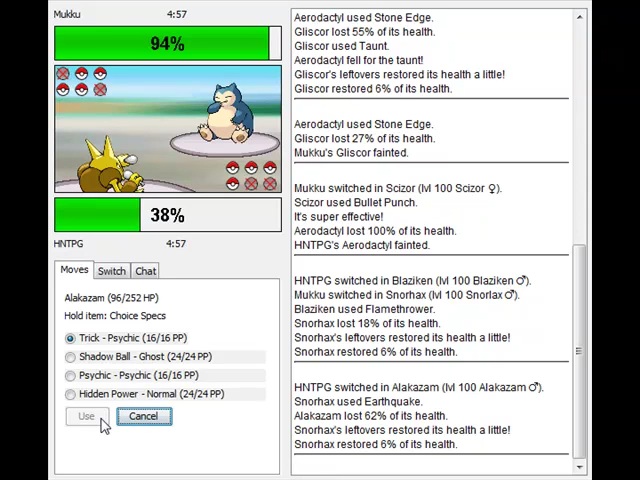 Mukku 4:57
94%
38%
HNTPG 4:57
Moves Switch Chat
Alakazam (96/252 HP)
Hold item: Choice Specs
Trick - Psychic (16/16 PP)
Shadow Ball - Ghost (24/24 PP)
Psychic - Psychic (16/16 PP)
Hidden Power - Normal (24/24 PP)
Use Cancel
Aerodactyl used Stone Edge.
Gliscor lost 55% of its health.
Gliscor used Taunt.
Aerodactyl fell for the taunt!
Gliscor's leftovers restored its health a little!
Gliscor restored 6% of its health.
Aerodactyl used Stone Edge.
Gliscor lost 27% of its health.
Mukku's Gliscor fainted.
Mukku switched in Scizor (lvl 100 Scizor ♀).
Scizor used Bullet Punch.
It's super effective!
Aerodactyl lost 100% of its health.
HNTPG's Aerodactyl fainted.
HNTPG switched in Blaziken (lvl 100 Blaziken ♂).
Mukku switched in Snorhax (lvl 100 Snorlax ♂).
Blaziken used Flamethrower.
Snorhax lost 18% of its health.
Snorhax's leftovers restored its health a little!
Snorhax restored 6% of its health.
HNTPG switched in Alakazam (lvl 100 Alakazam ♂).
Snorhax used Earthquake.
Alakazam lost 62% of its health.
Snorhax's leftovers restored its health a little!
Snorhax restored 6% of its health.